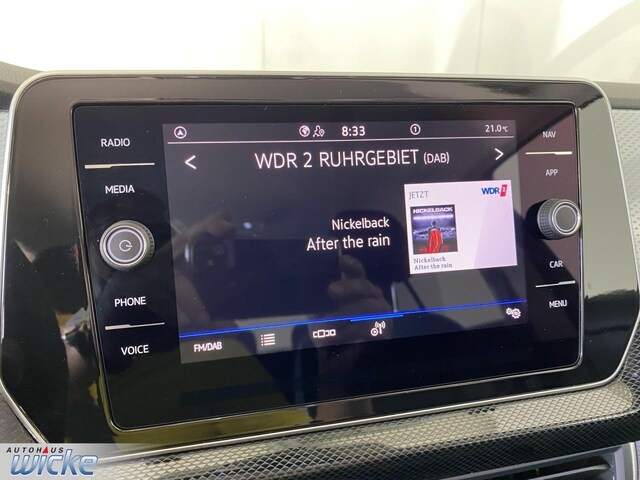 RADIO
MEDIA
PHONE
VOICE
8:33
1
21.0°C
WDR 2 RUHRGEBIET (DAB)
Nickelback
After the rain
JETZT
WDR 2
NICKELBACK
Nickelback
After the rain
FM/DAB
NAV
APP
CAR
MENU
AUTOHAUS
WICKE